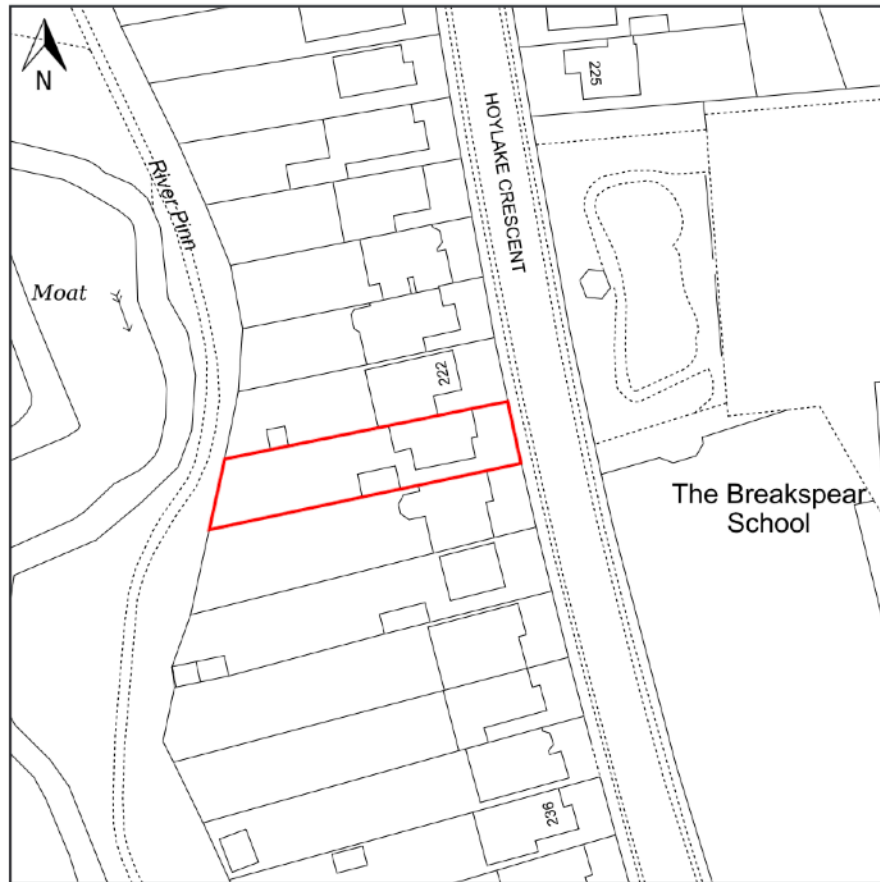 N
225
HOYLAKE CRESCENT
River Pinn
Moat
222
The Breakspear
School
236